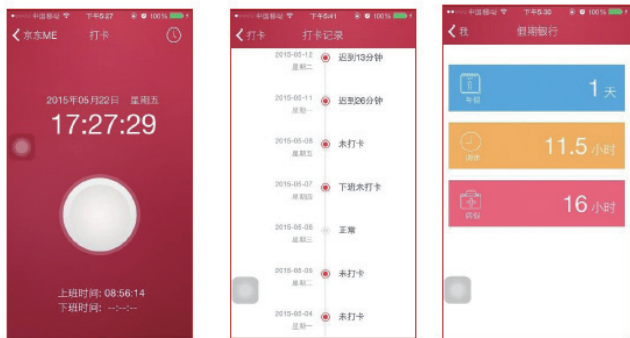 中国移动 下午5:27 100%
京东ME 打卡
2015年05月22日 星期五
17:27:29
上班时间: 08:56:14
下班时间: --:--:--
中国移动 下午5:41 100%
打卡 打卡记录
2015-05-12 迟到13分钟
星期二
2015-05-11 迟到26分钟
星期一
2015-05-08 未打卡
星期五
2015-05-07 下班未打卡
星期四
2015-05-06 正常
星期三
2015-05-05 未打卡
星期二
2015-05-04 未打卡
星期一
中国移动 下午5:30 100%
我 假期银行
年假 1 天
调休 11.5 小时
病假 16 小时